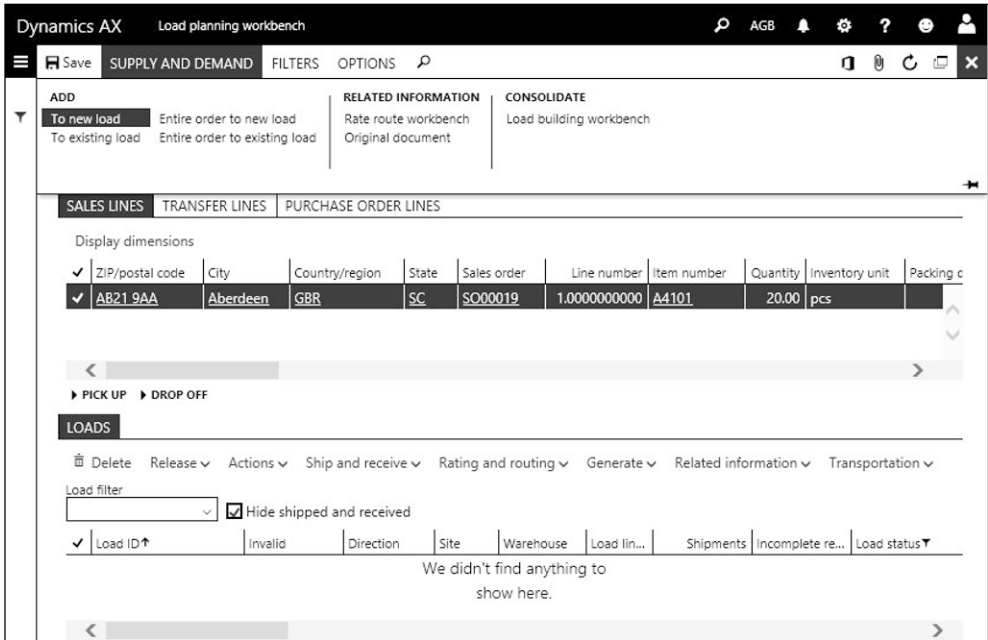 Dynamics AX Load planning workbench AGB ?
Save SUPPLY AND DEMAND FILTERS OPTIONS
ADD RELATED INFORMATION CONSOLIDATE
To new load Entire order to new load Rate route workbench Load building workbench
To existing load Entire order to existing load Original document
SALES LINES TRANSFER LINES PURCHASE ORDER LINES
Display dimensions
ZIP/postal code City Country/region State Sales order Line number Item number Quantity Inventory unit Packing c
AB21 9AA Aberdeen GBR SC SO00019 1.0000000000 A4101 20.00 pcs
PICK UP DROP OFF
LOADS
Delete Release Actions Ship and receive Rating and routing Generate Related information Transportation
Load filter
Hide shipped and received
Load ID Invalid Direction Site Warehouse Load lin... Shipments Incomplete re... Load status
We didn't find anything to
show here.